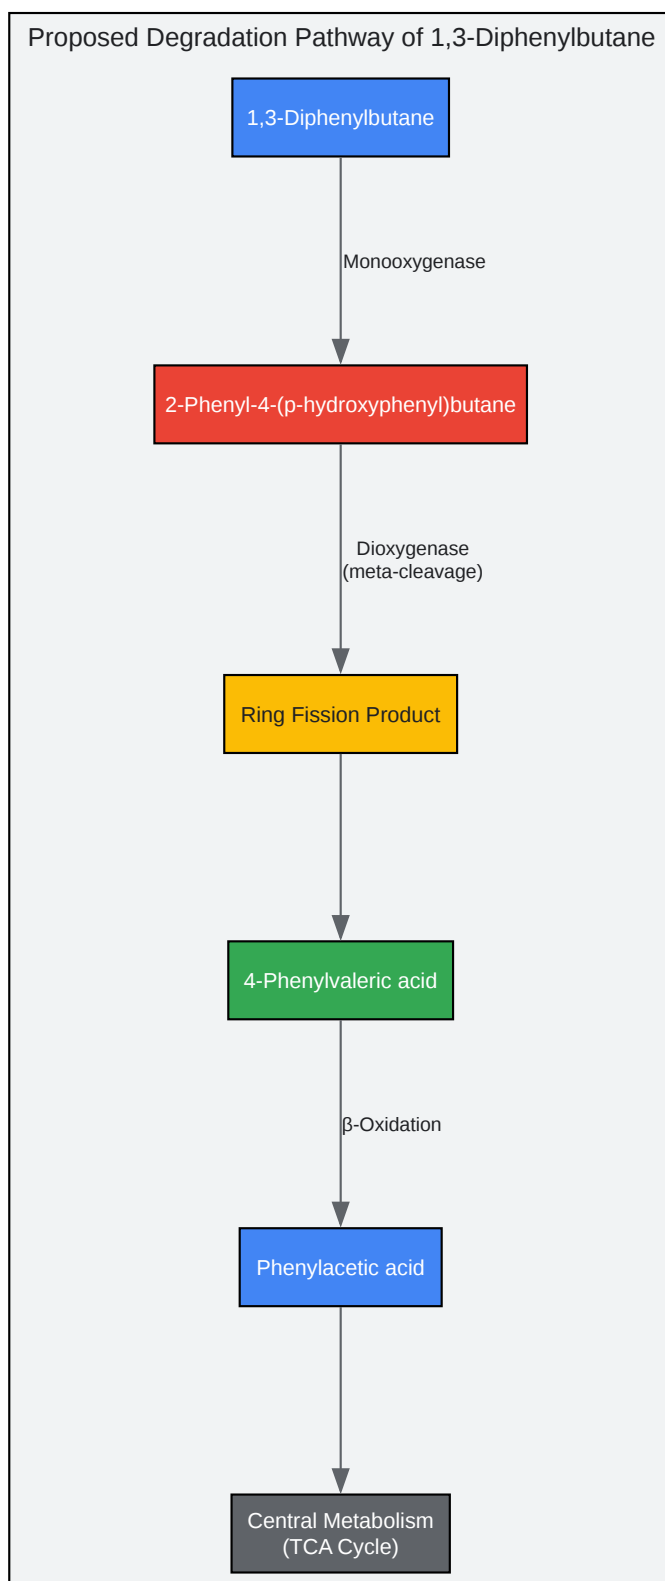 Proposed Degradation Pathway of 1,3-Diphenylbutane
1,3-Diphenylbutane
Monooxygenase
2-Phenyl-4-(p-hydroxyphenyl)butane
Dioxygenase
(meta-cleavage)
Ring Fission Product
4-Phenylvaleric acid
β-Oxidation
Phenylacetic acid
Central Metabolism
(TCA Cycle)